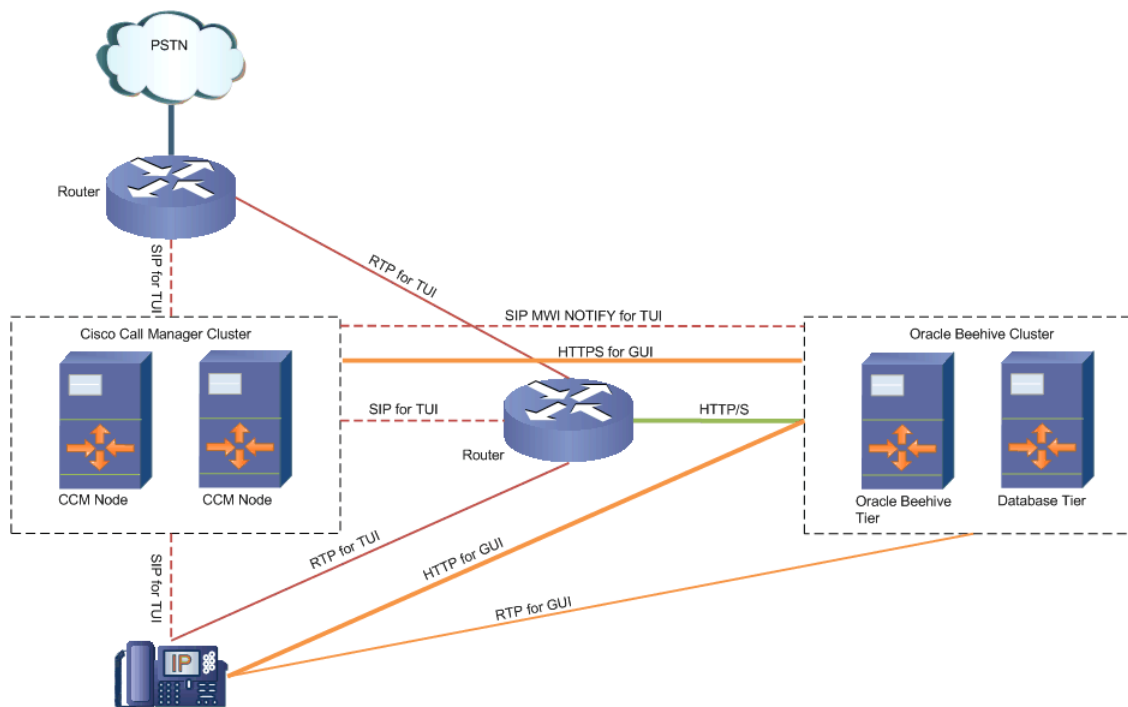 PSTN
Router
SIP for TUI
RTP for TUI
SIP MWI NOTIFY for TUI
Cisco Call Manager Cluster
Oracle Beehive Cluster
HTTPS for GUI
SIP for TUI
HTTP/S
Router
CCM Node
CCM Node
Oracle Beehive
Tier
Database Tier
SIP for TUI
RTP for TUI
HTTP for GUI
RTP for GUI
IP